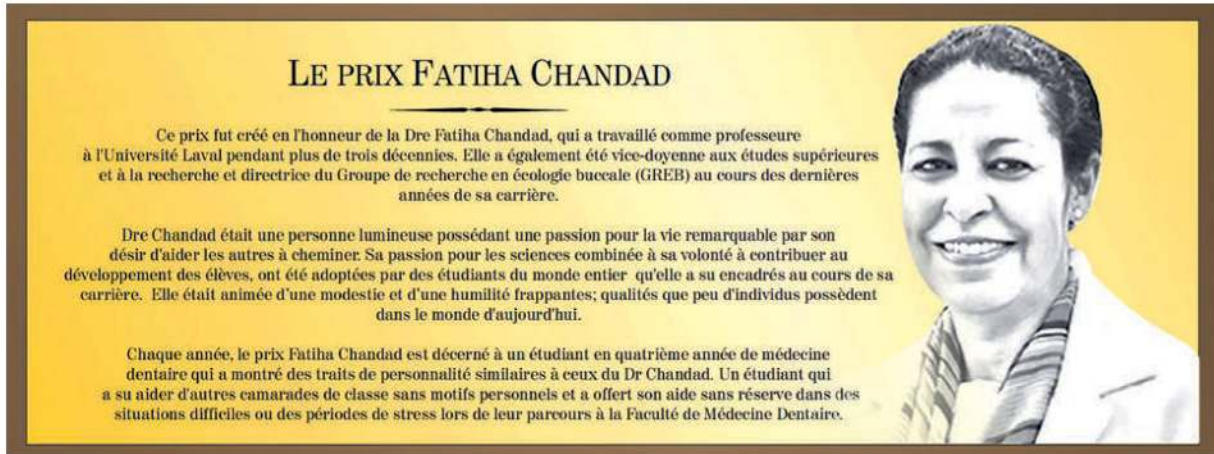 LE PRIX FATIHA CHANDAD
Ce prix fut créé en l'honneur de la Dre Fatiha Chandad, qui a travaillé comme professeure
à l'Université Laval pendant plus de trois décennies. Elle a également été vice-doyenne aux études supérieures
et à la recherche et directrice du Groupe de recherche en écologie buccale (GREB) au cours des dernières
années de sa carrière.
Dre Chandad était une personne lumineuse possédant une passion pour la vie remarquable par son
désir d'aider les autres à cheminer. Sa passion pour les sciences combinée à sa volonté à contribuer au
développement des élèves, ont été adoptées par des étudiants du monde entier qu'elle a su encadrés au cours de sa
carrière. Elle était animée d'une modestie et d'une humilité frappantes; qualités que peu d'individus possèdent
dans le monde d'aujourd'hui.
Chaque année, le prix Fatiha Chandad est décerné à un étudiant en quatrième année de médecine
dentaire qui a montré des traits de personnalité similaires à ceux du Dr Chandad. Un étudiant qui
a su aider d'autres camarades de classe sans motifs personnels et a offert son aide sans réserve dans des
situations difficiles ou des périodes de stress lors de leur parcours à la Faculté de Médecine Dentaire.